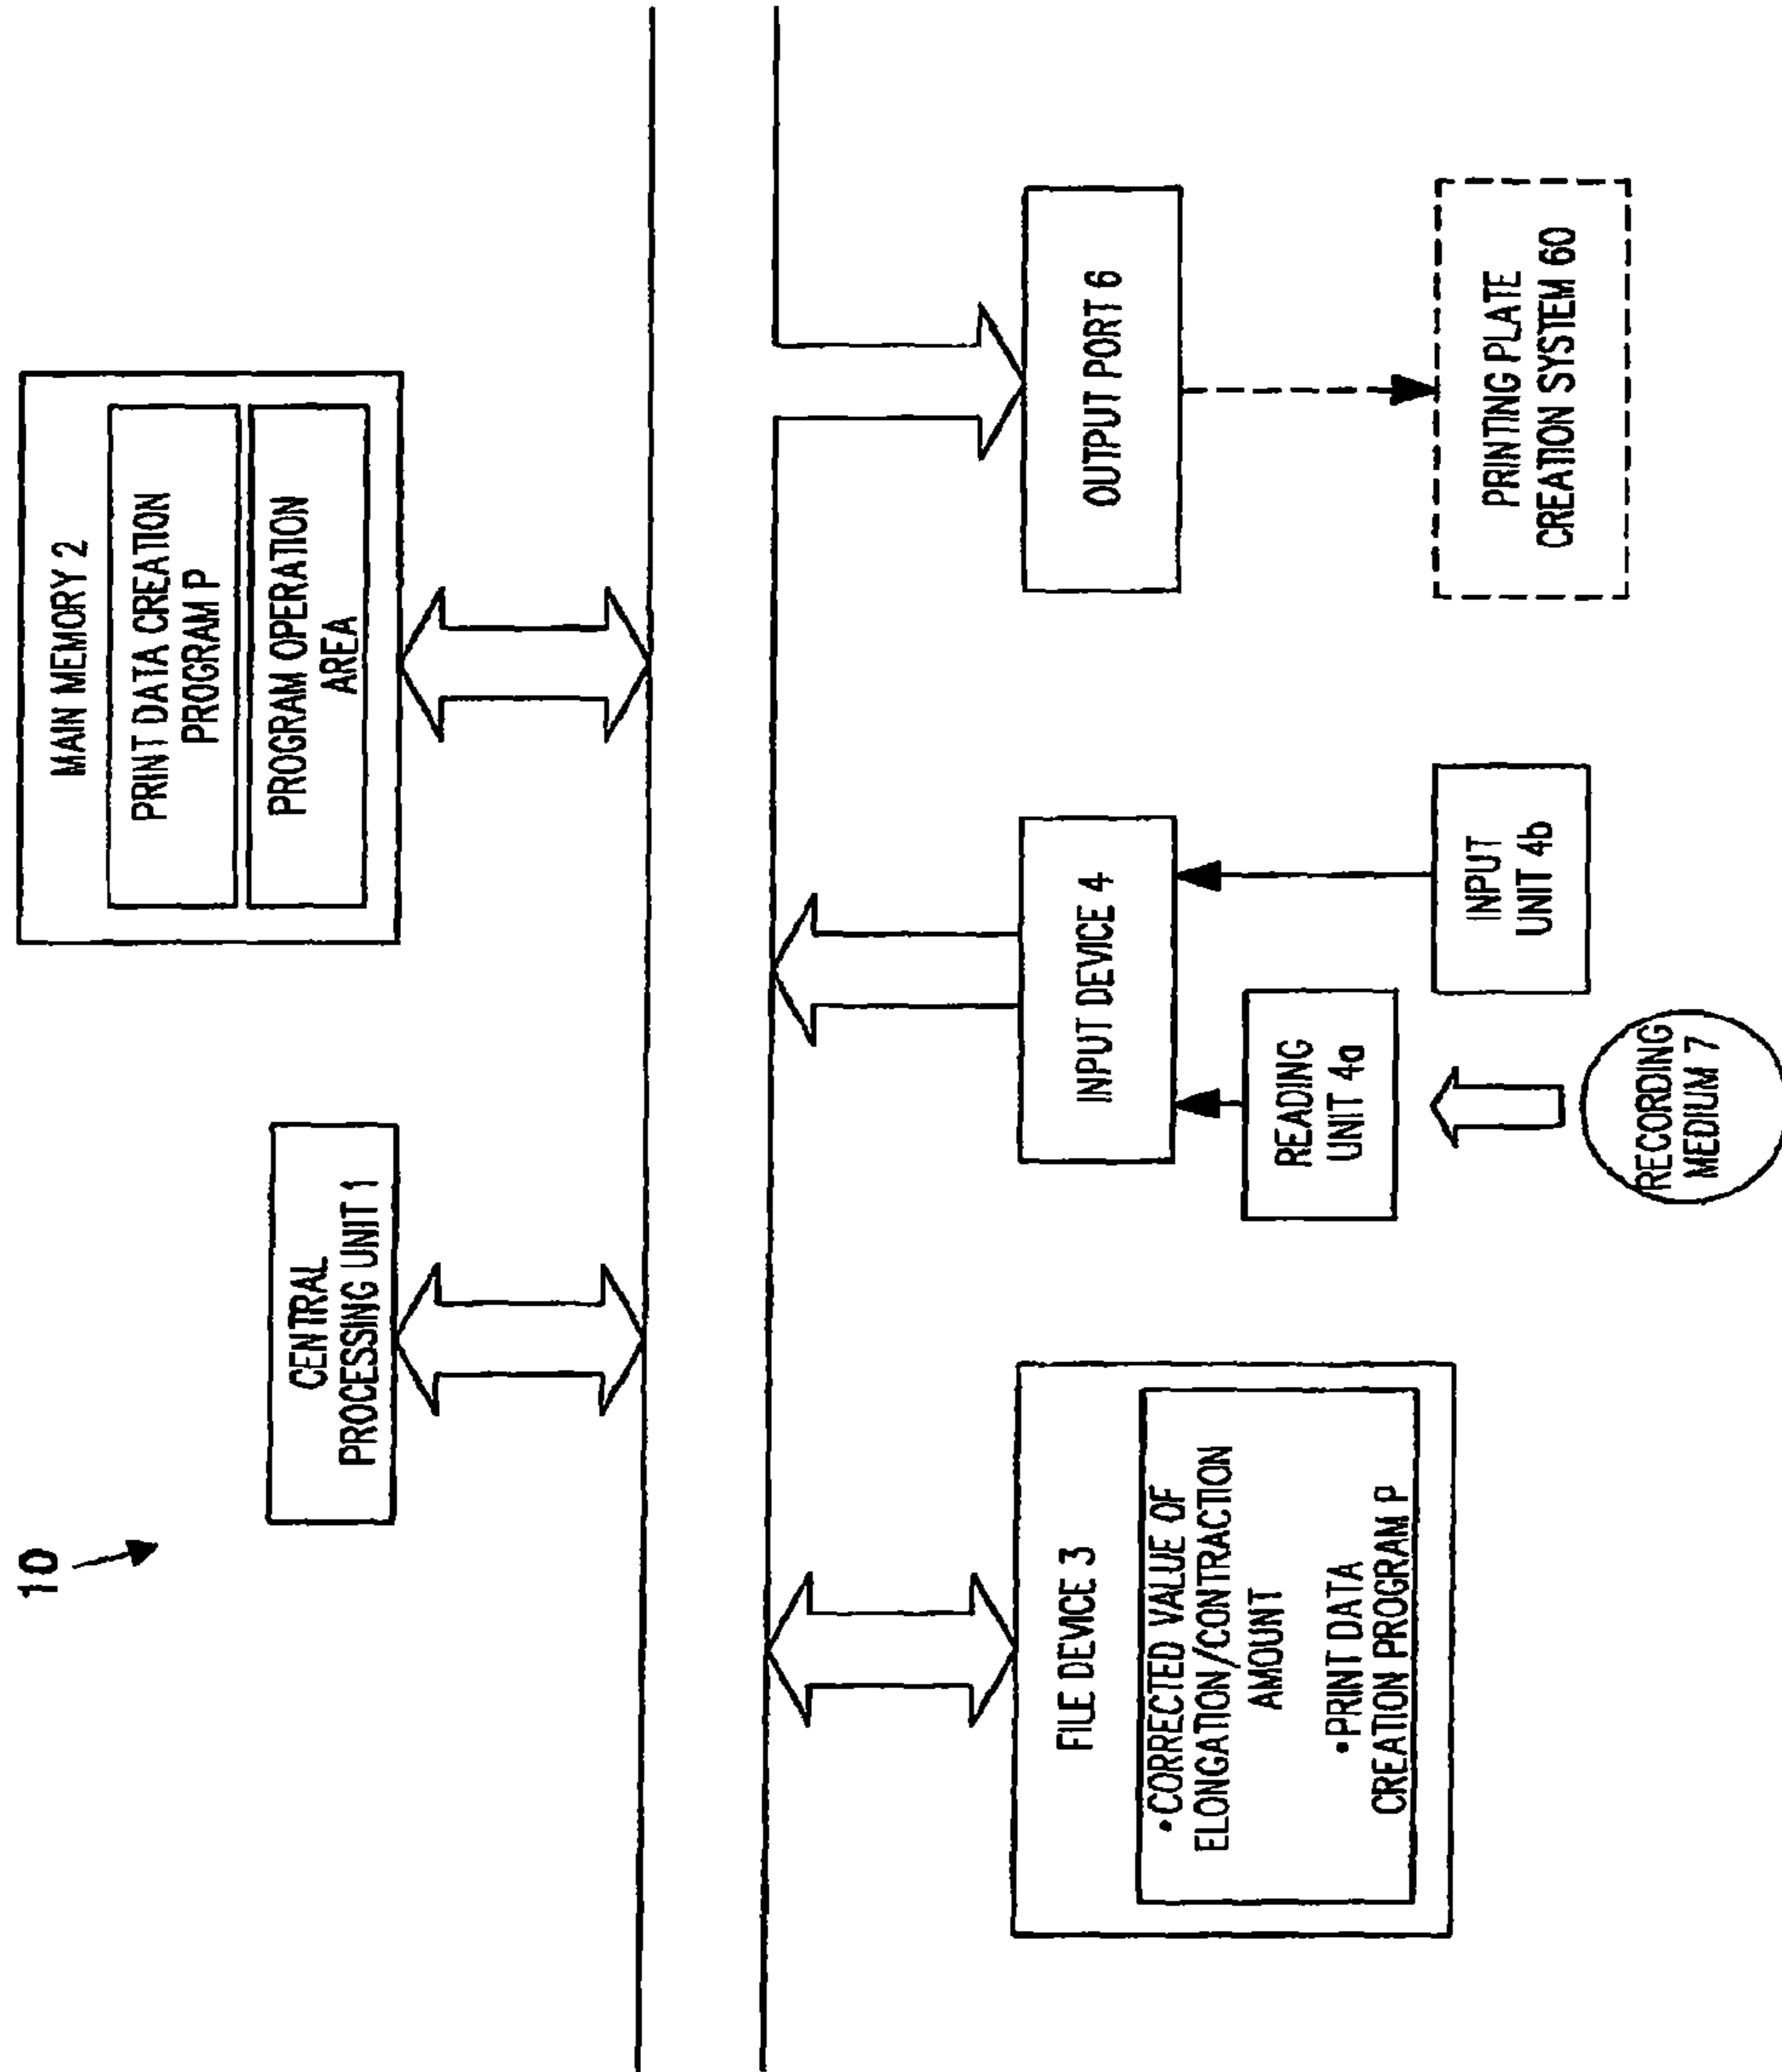 10
CENTRAL
PROCESSING UNIT 1
MAIN MEMORY 2
PRINT DATA CREATION
PROGRAM P
PROGRAM OPERATION
AREA
FILE DEVICE 3
•CORRECTED VALUE OF
ELONGATION/CONTRACTION
AMOUNT
•PRINT DATA
CREATION PROGRAM P
INPUT DEVICE 4
READING
UNIT 4a
INPUT
UNIT 4b
RECORDING
MEDIUM 7
OUTPUT PORT 6
PRINTING PLATE
CREATION SYSTEM 60